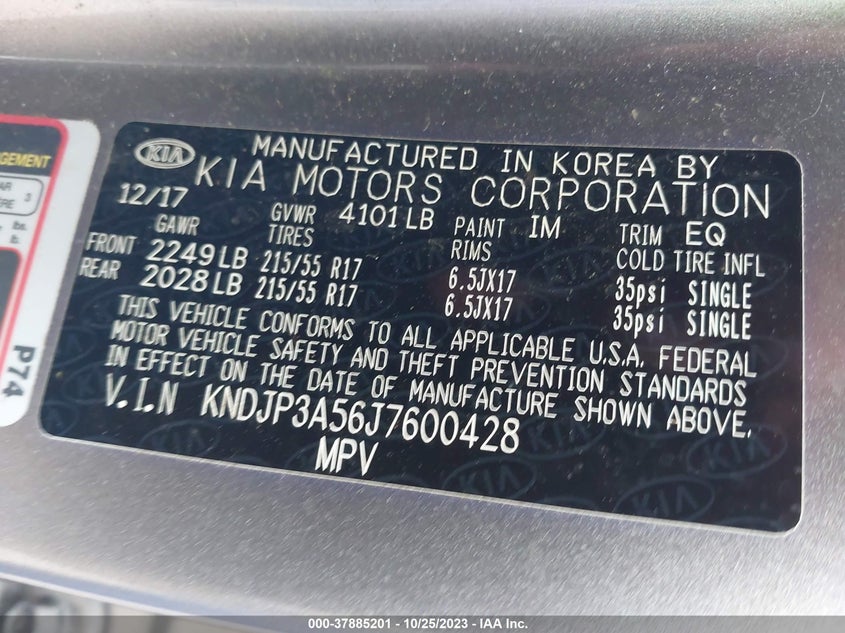 KIA
MANUFACTURED IN KOREA BY
KIA MOTORS CORPORATION
12/17
GAWR GVWR 4101 LB PAINT IM TRIM EQ
TIRES RIMS COLD TIRE INFL
FRONT 2249 LB 215/55 R17 6.5JX17 35psi SINGLE
REAR 2028 LB 215/55 R17 6.5JX17 35psi SINGLE
THIS VEHICLE CONFORMS TO ALL APPLICABLE U.S.A. FEDERAL
MOTOR VEHICLE SAFETY AND THEFT PREVENTION STANDARDS
IN EFFECT ON THE DATE OF MANUFACTURE SHOWN ABOVE.
V.I.N KNDJP3A56J7600428
MPV
P74
000-37885201 - 10/25/2023 - IAA Inc.